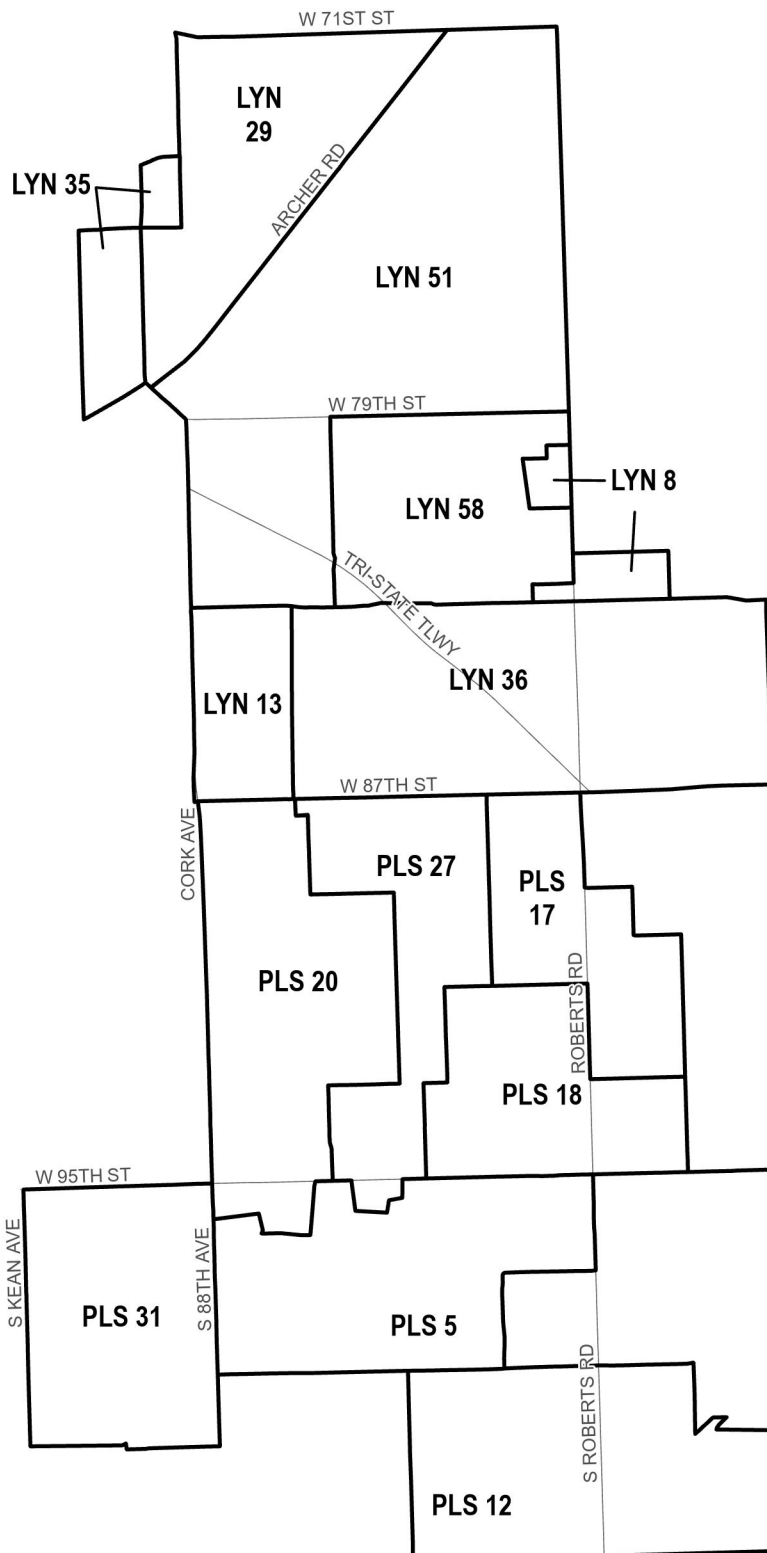 W 71ST ST
LYN
29
ARCHER RD
LYN 35
LYN 51
W 79TH ST
LYN 8
LYN 58
TRI-STATE TLWY
LYN 36
LYN 13
W 87TH ST
CORK AVE
PLS 27
PLS
17
PLS 20
ROBERTS RD
PLS 18
W 95TH ST
S KEAN AVE
S 88TH AVE
PLS 31
PLS 5
S ROBERTS RD
PLS 12